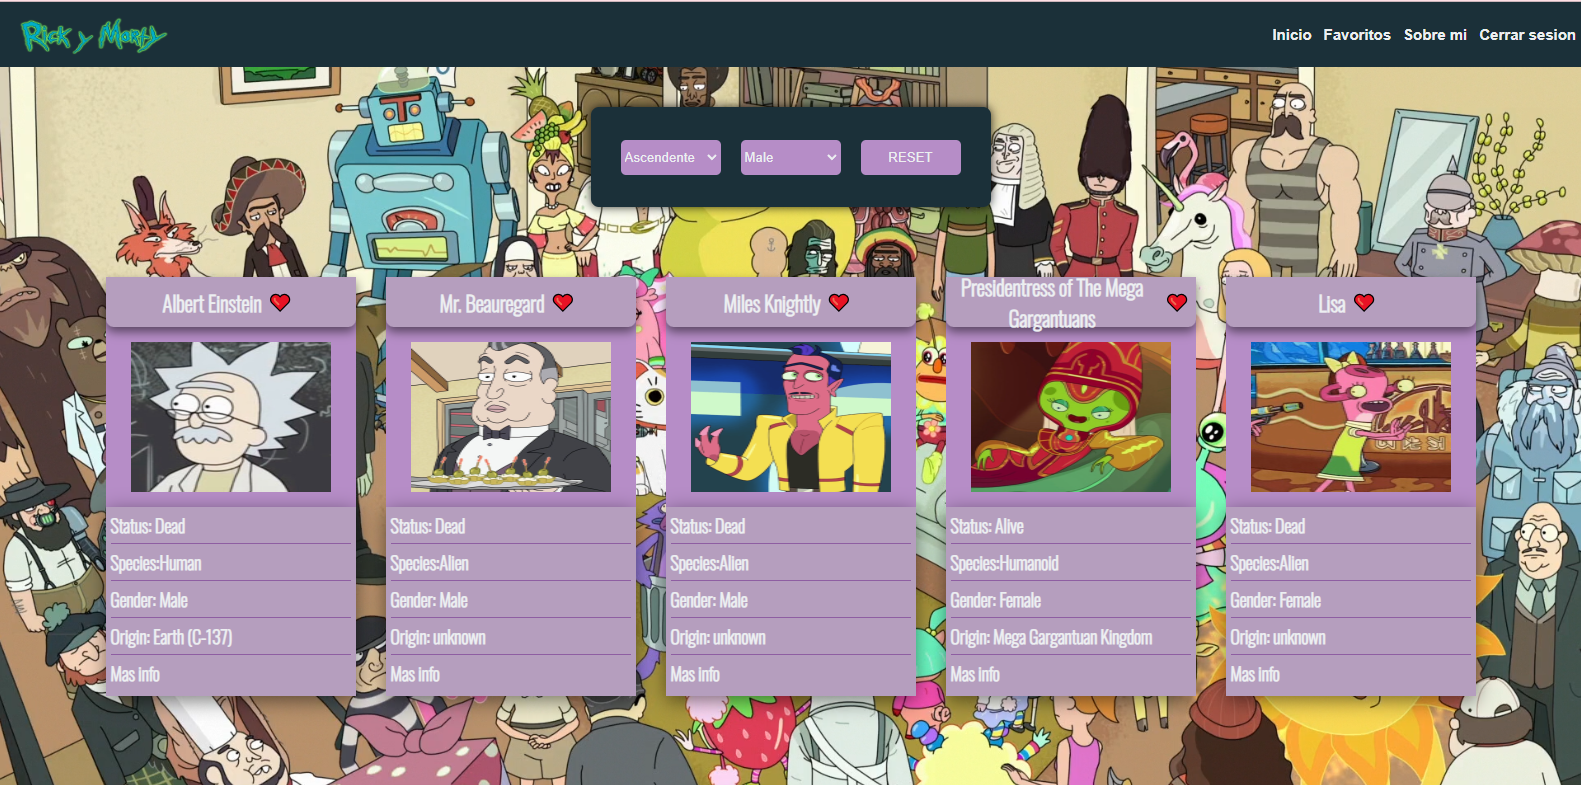 Rick y Morty
Inicio Favoritos Sobre mi Cerrar sesion
Ascendente Male RESET
Albert Einstein
Status: Dead
Species:Human
Gender: Male
Origin: Earth (C-137)
Mas info
Mr. Beauregard
Status: Dead
Species:Alien
Gender: Male
Origin: unknown
Mas info
Miles Knightly
Status: Dead
Species:Alien
Gender: Male
Origin: unknown
Mas info
Presidentress of The Mega
Gargantuans
Status: Alive
Species:Humanoid
Gender: Female
Origin: Mega Gargantuan Kingdom
Mas info
Lisa
Status: Dead
Species:Alien
Gender: Female
Origin: unknown
Mas info